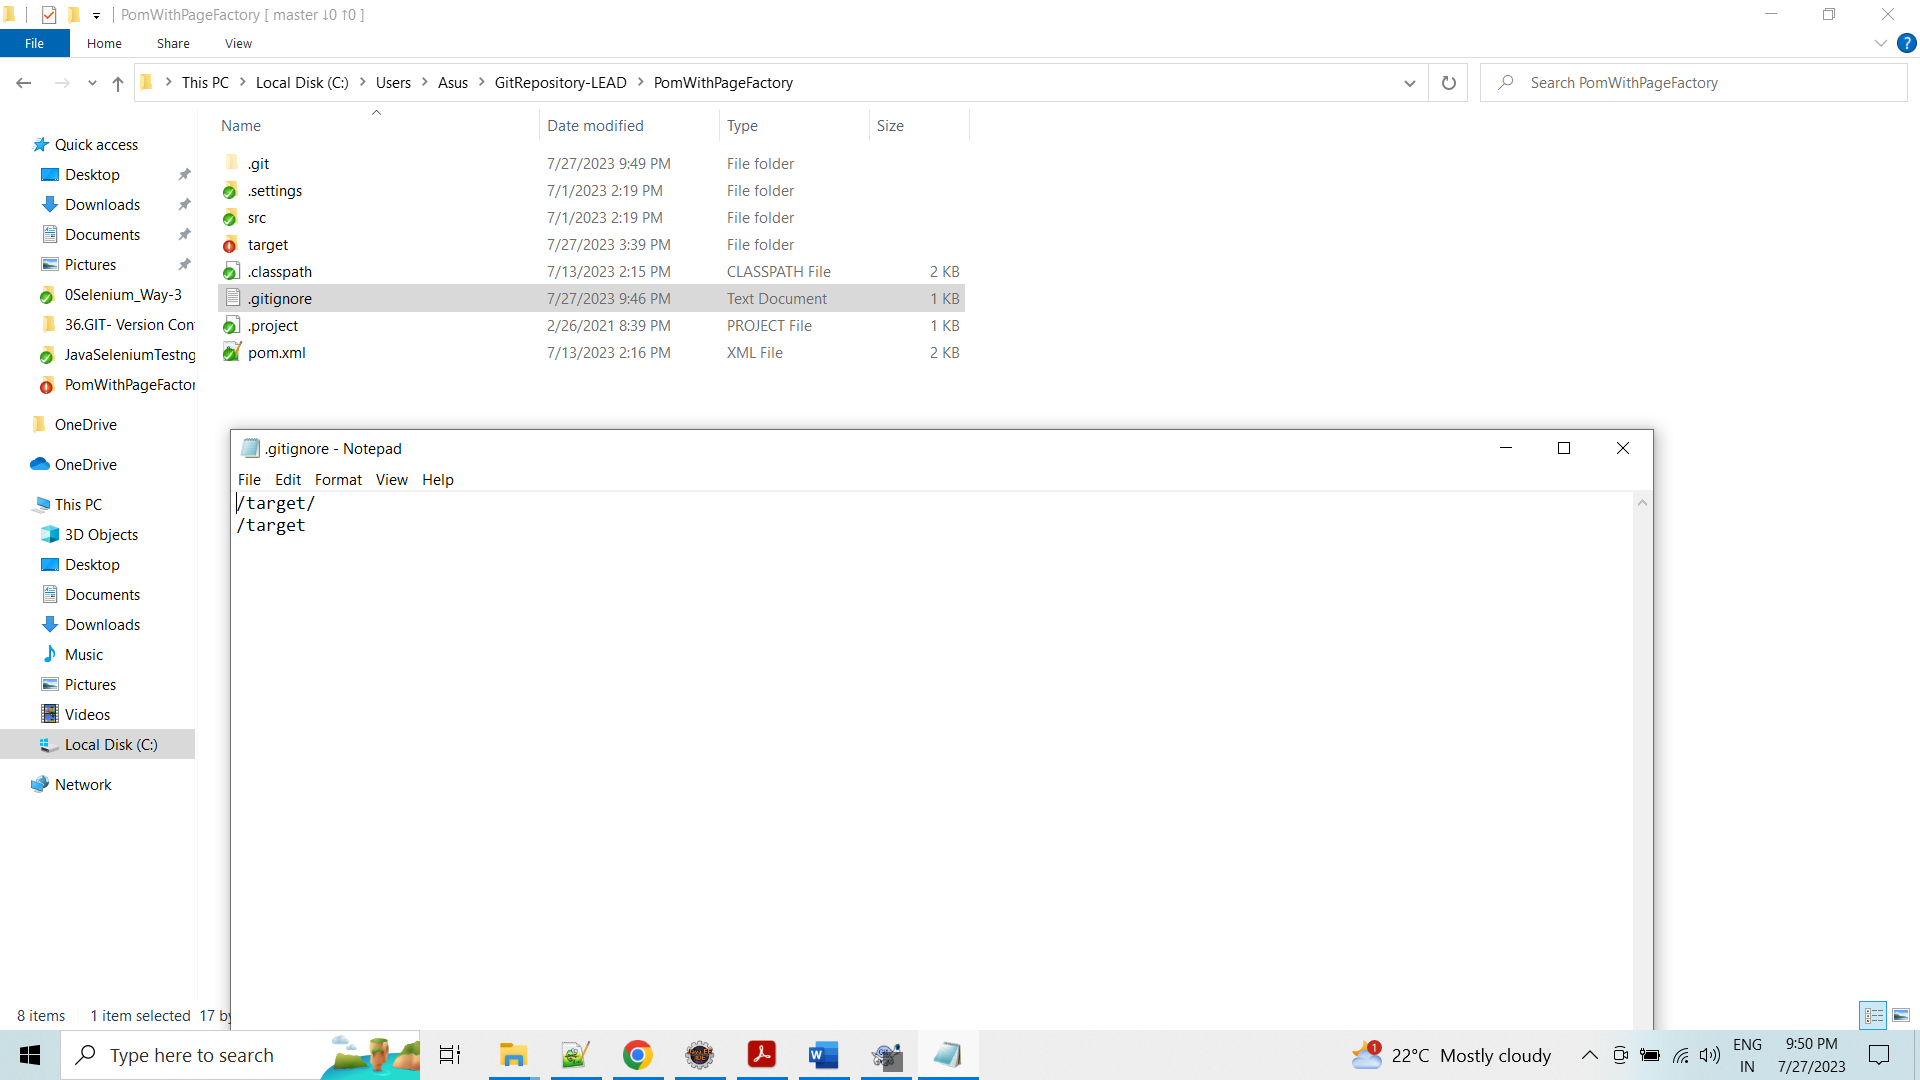 PomWithPageFactory [ master ↓0 ↑0 ]
File Home Share View
This PC Local Disk (C:) Users Asus GitRepository-LEAD PomWithPageFactory
Search PomWithPageFactory
Name Date modified Type Size
.git 7/27/2023 9:49 PM File folder
.settings 7/1/2023 2:19 PM File folder
src 7/1/2023 2:19 PM File folder
target 7/27/2023 3:39 PM File folder
.classpath 7/13/2023 2:15 PM CLASSPATH File 2 KB
.gitignore 7/27/2023 9:46 PM Text Document 1 KB
.project 2/26/2021 8:39 PM PROJECT File 1 KB
pom.xml 7/13/2023 2:16 PM XML File 2 KB
Quick access
Desktop
Downloads
Documents
Pictures
0Selenium_Way-3
36.GIT- Version Con
JavaSeleniumTestng
PomWithPageFactor
OneDrive
OneDrive
This PC
3D Objects
Desktop
Documents
Downloads
Music
Pictures
Videos
Local Disk (C:)
Network
.gitignore - Notepad
File Edit Format View Help
/target/
/target
8 items 1 item selected 17 by
Type here to search
22°C Mostly cloudy
1
ENG
IN
9:50 PM
7/27/2023